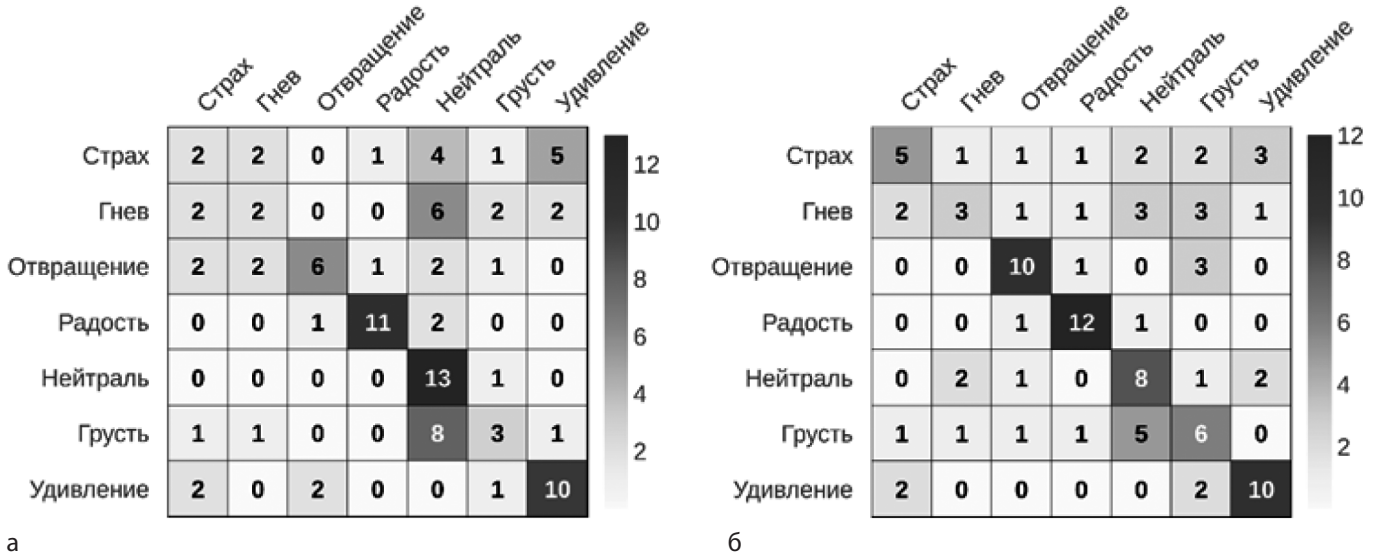 Страх Гнев Отвращение Радость Нейтраль Грусть Удивление
Страх 2 2 0 1 4 1 5
Гнев 2 2 0 0 6 2 2
Отвращение 2 2 6 1 2 1 0
Радость 0 0 1 11 2 0 0
Нейтраль 0 0 0 0 13 1 0
Грусть 1 1 0 0 8 3 1
Удивление 2 0 2 0 0 1 10
12
10
8
6
4
2
а
Страх Гнев Отвращение Радость Нейтраль Грусть Удивление
Страх 5 1 1 1 2 2 3
Гнев 2 3 1 1 3 3 1
Отвращение 0 0 10 1 0 3 0
Радость 0 0 1 12 1 0 0
Нейтраль 0 2 1 0 8 1 2
Грусть 1 1 1 1 5 6 0
Удивление 2 0 0 0 0 2 10
12
10
8
6
4
2
б